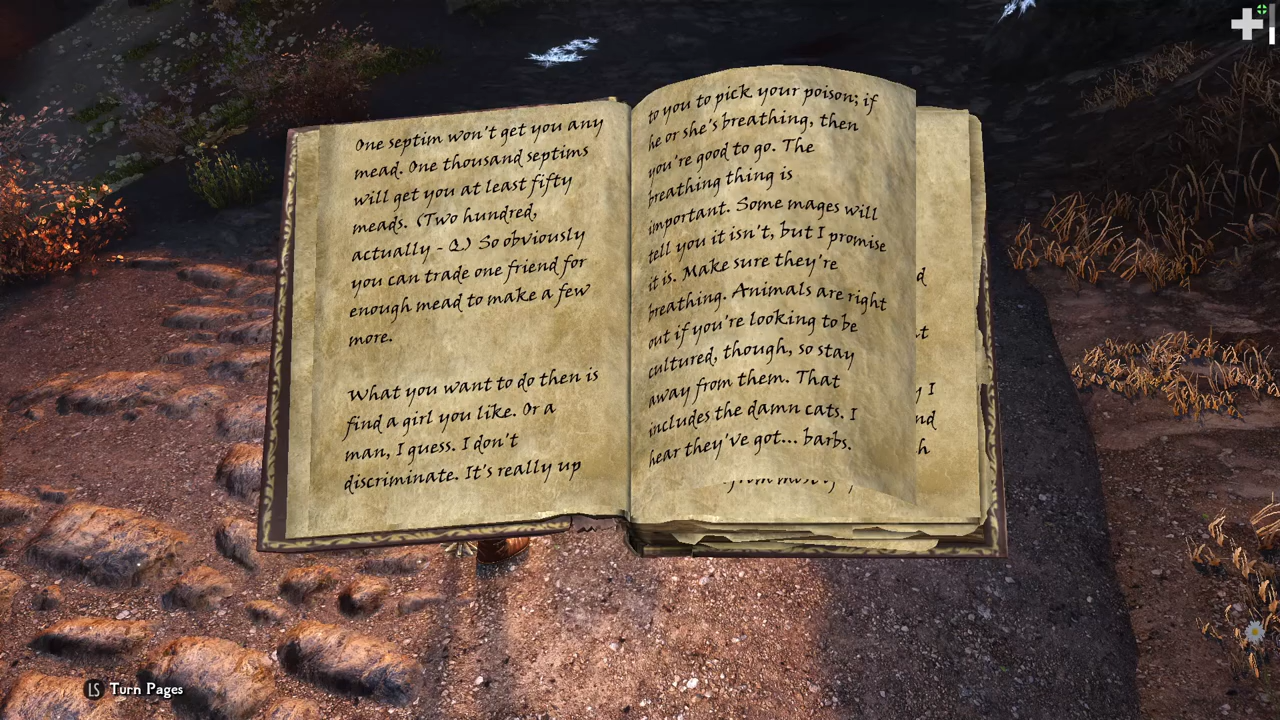 One septim won't get you any
mead. One thousand septims
will get you at least fifty
meads. (Two hundred,
actually - Q.) So obviously
you can trade one friend for
enough mead to make a few
more.
What you want to do then is
find a girl you like. Or a
man, I guess. I don't
discriminate. It's really up
to you to pick your poison; if
he or she's breathing, then
you're good to go. The
breathing thing is
important. Some mages will
tell you it isn't, but I promise
it is. Make sure they're
breathing. Animals are right
out if you're looking to be
cultured, though, so stay
away from them. That
includes the damn cats. I
hear they've got... barbs.
from most of
I
LS Turn Pages